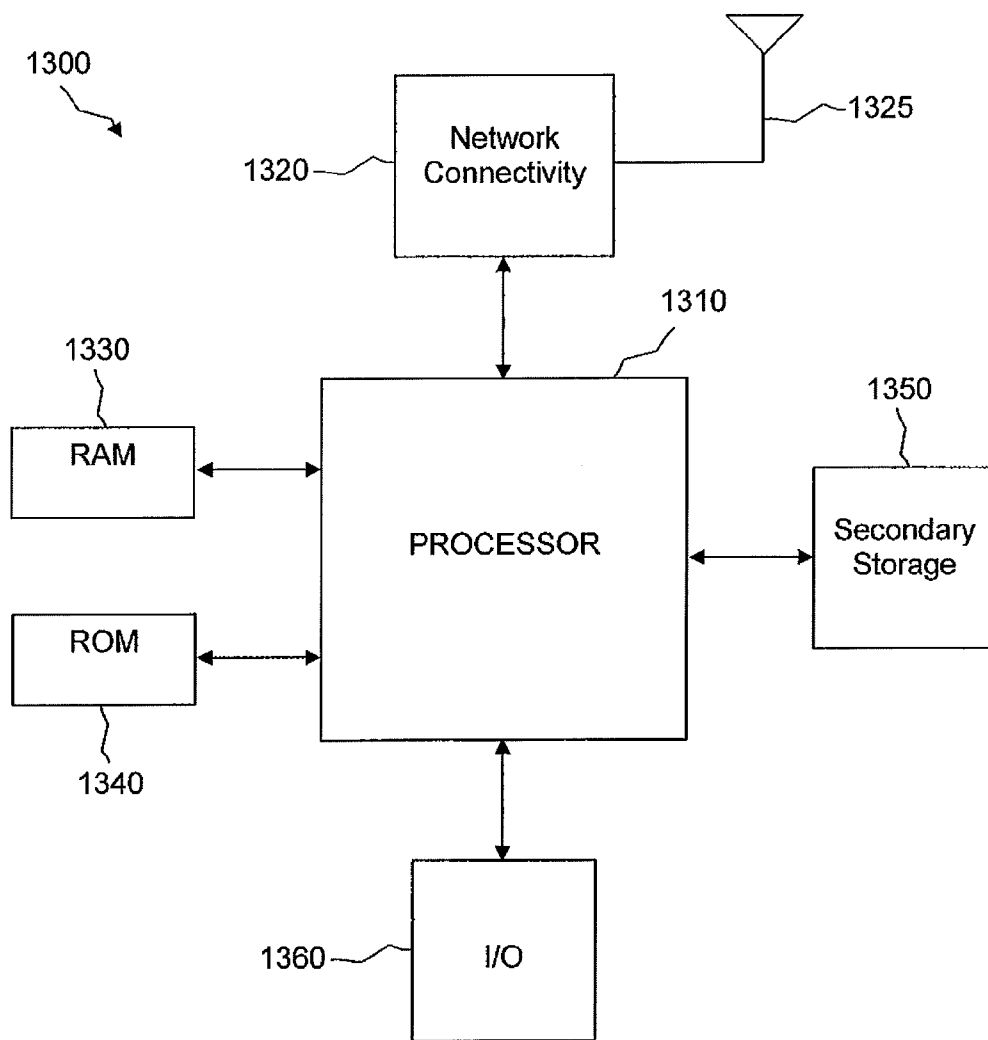 1300
Network
Connectivity
1320
1325
1310
1330
RAM
1350
PROCESSOR
Secondary
Storage
ROM
1340
1360
I/O